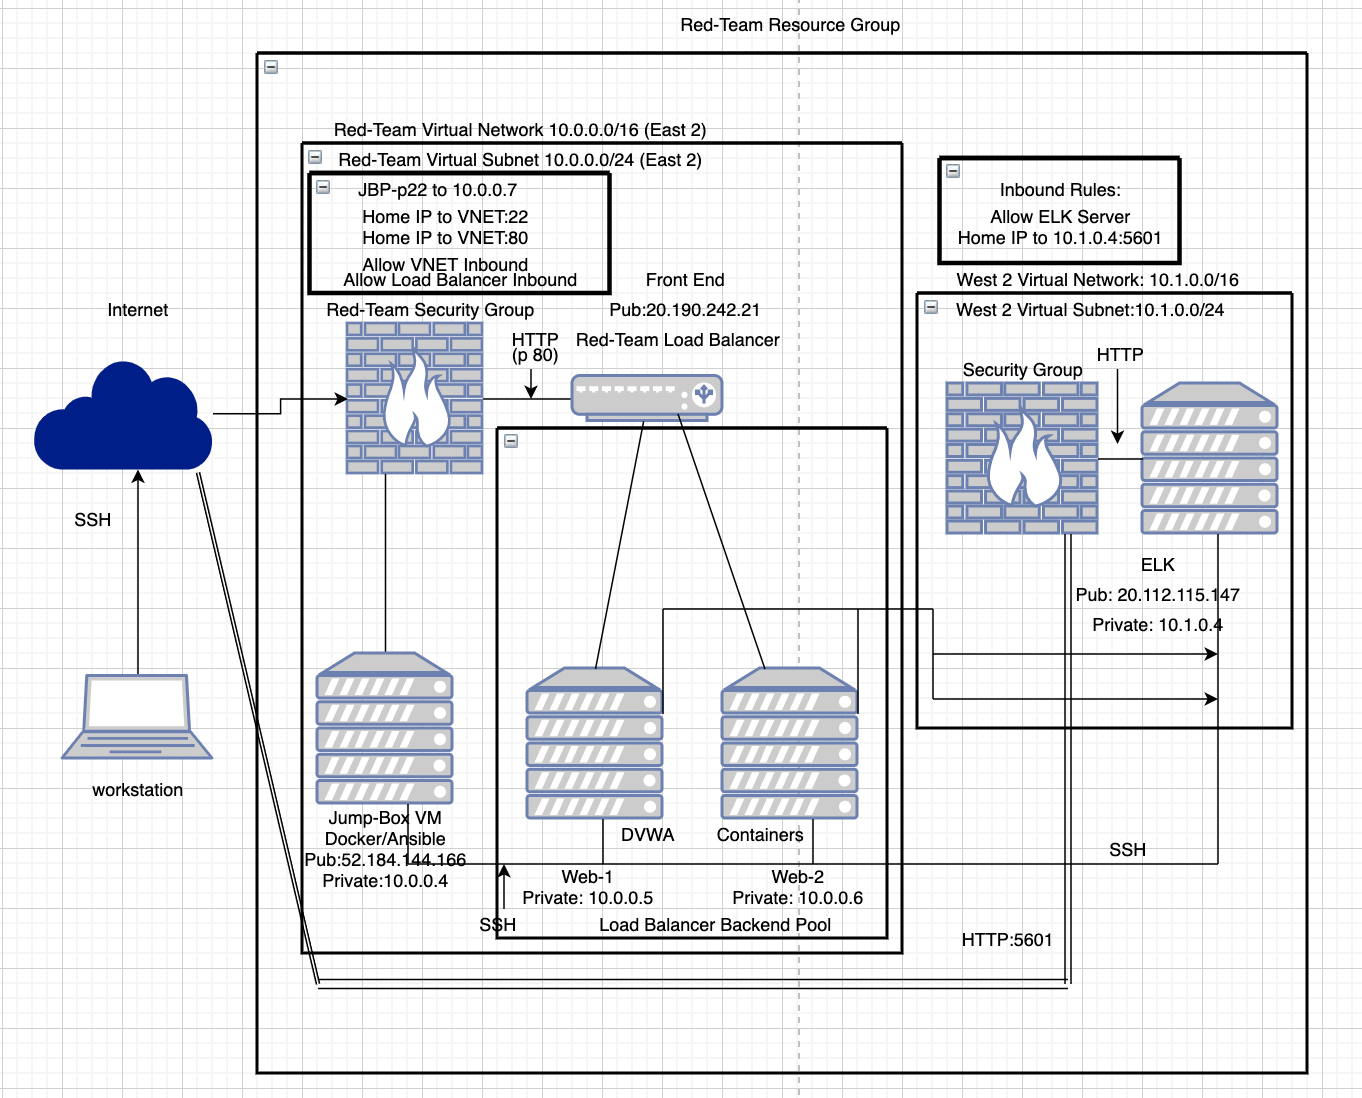 Red-Team Resource Group
Red-Team Virtual Network 10.0.0.0/16 (East 2)
Red-Team Virtual Subnet 10.0.0.0/24 (East 2)
JBP-p22 to 10.0.0.7
Home IP to VNET:22
Home IP to VNET:80
Allow VNET Inbound
Allow Load Balancer Inbound
Red-Team Security Group
Inbound Rules:
Allow ELK Server
Home IP to 10.1.0.4:5601
West 2 Virtual Network: 10.1.0.0/16
West 2 Virtual Subnet:10.1.0.0/24
Front End
Pub:20.190.242.21
Red-Team Load Balancer
HTTP
(p 80)
Internet
Security Group
HTTP
SSH
ELK
Pub: 20.112.115.147
Private: 10.1.0.4
workstation
Jump-Box VM
Docker/Ansible
Pub:52.184.144.166
Private:10.0.0.4
DVWA
Containers
Web-1
Private: 10.0.0.5
Web-2
Private: 10.0.0.6
SSH
SSH
Load Balancer Backend Pool
HTTP:5601